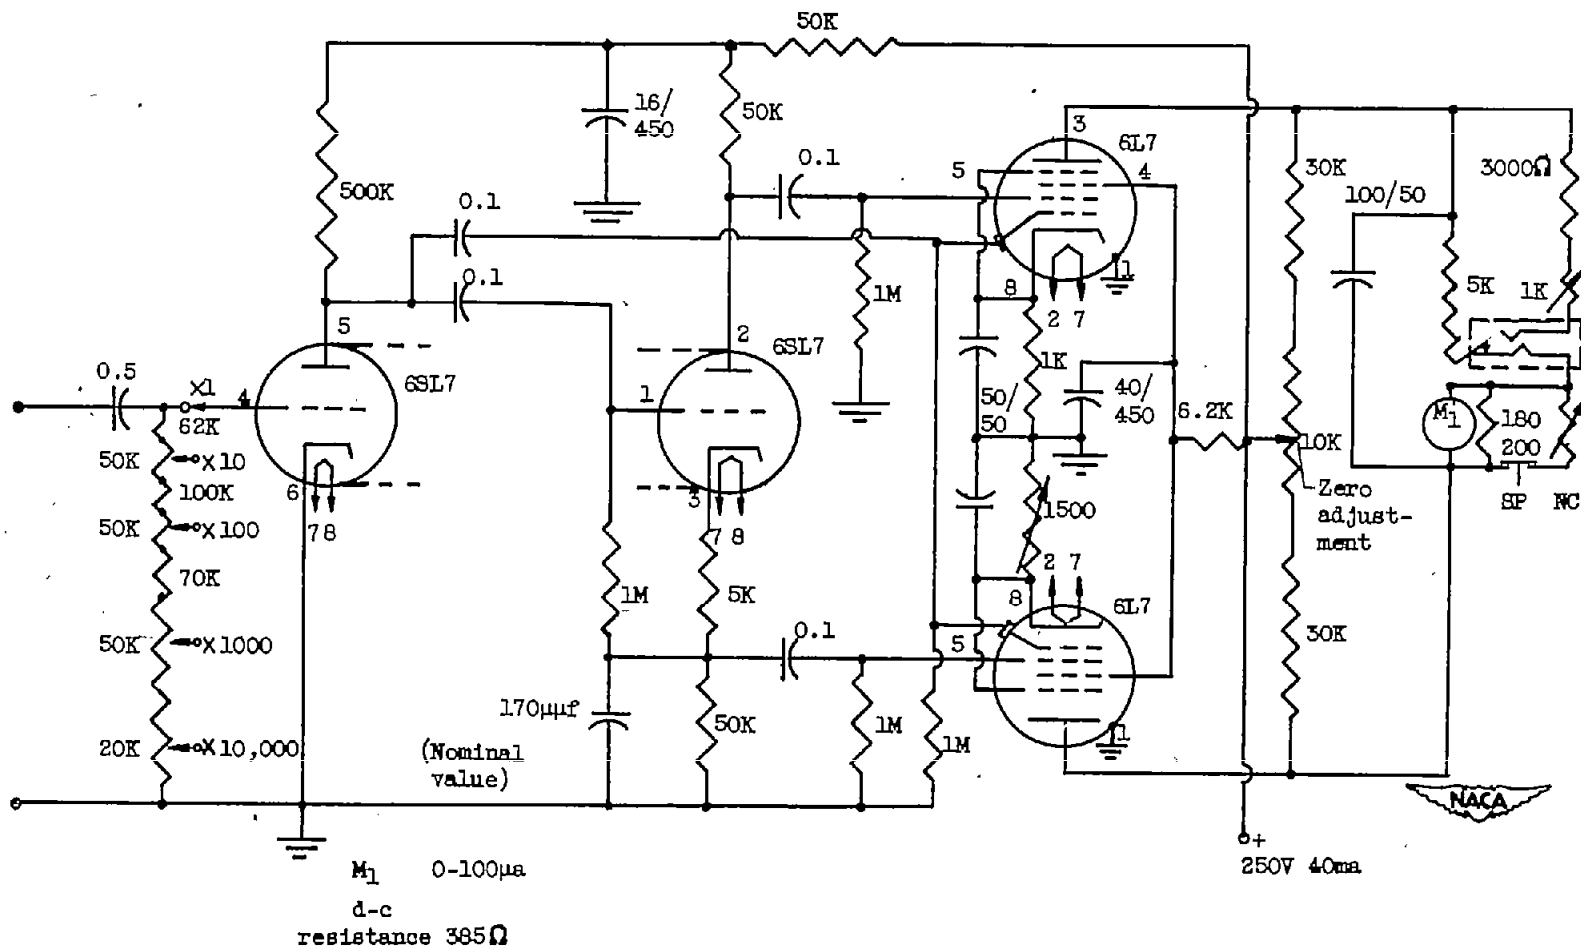 50K
16/
450
50K
500K
0.1
0.1
0.1
3
6L7
5
4
30K
3000Ω
100/50
1M
5K
1K
8
1
2 7
5
2
6SL7
6SL7
1K
0.5
X1
4
62K
1
50/
50
40/
450
6.2K
M1
180
200
10K
50K
X10
100K
6
7 8
3
7 8
1500
Zero
adjust-
ment
SP
NC
50K
X100
70K
1M
5K
2 7
8
6L7
50K
X1000
0.1
5
30K
170μμf
50K
1M
1M
1
20K
X10,000
(Nominal
value)
NACA
+
250V 40ma
M1 0-100μa
d-c
resistance 385Ω